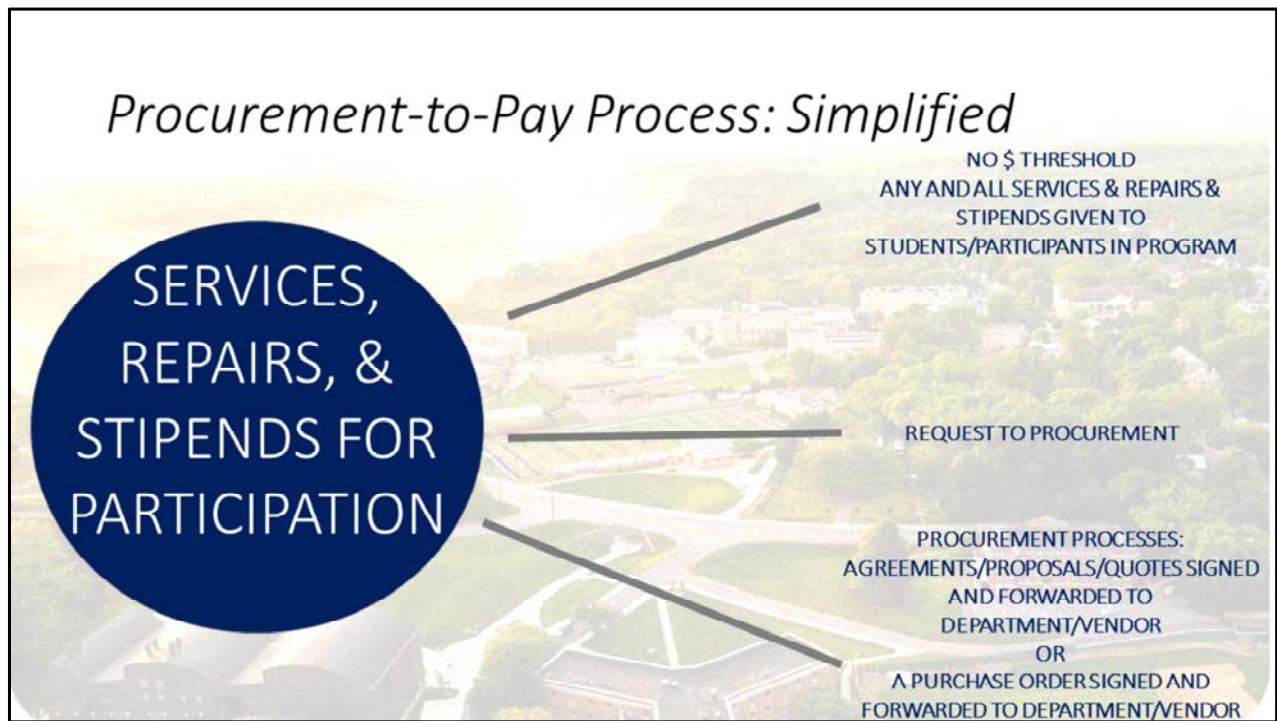 Procurement-to-Pay Process: Simplified
SERVICES,
REPAIRS, &
STIPENDS FOR
PARTICIPATION
NO $ THRESHOLD
ANY AND ALL SERVICES & REPAIRS &
STIPENDS GIVEN TO
STUDENTS/PARTICIPANTS IN PROGRAM
REQUEST TO PROCUREMENT
PROCUREMENT PROCESSES:
AGREEMENTS/PROPOSALS/QUOTES SIGNED
AND FORWARDED TO
DEPARTMENT/VENDOR
OR
A PURCHASE ORDER SIGNED AND
FORWARDED TO DEPARTMENT/VENDOR